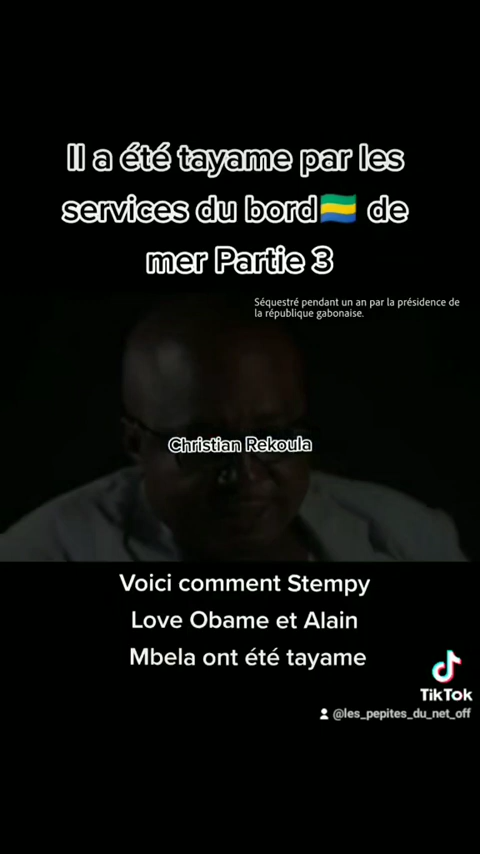 Il a été tayame par les
services du bord🇬🇦 de
mer Partie 3
Séquestré pendant un an par la présidence de
la république gabonaise.
Christian Rekoula
Voici comment Stempy
Love Obame et Alain
Mbela ont été tayame
TikTok
@les_pepites_du_net_off